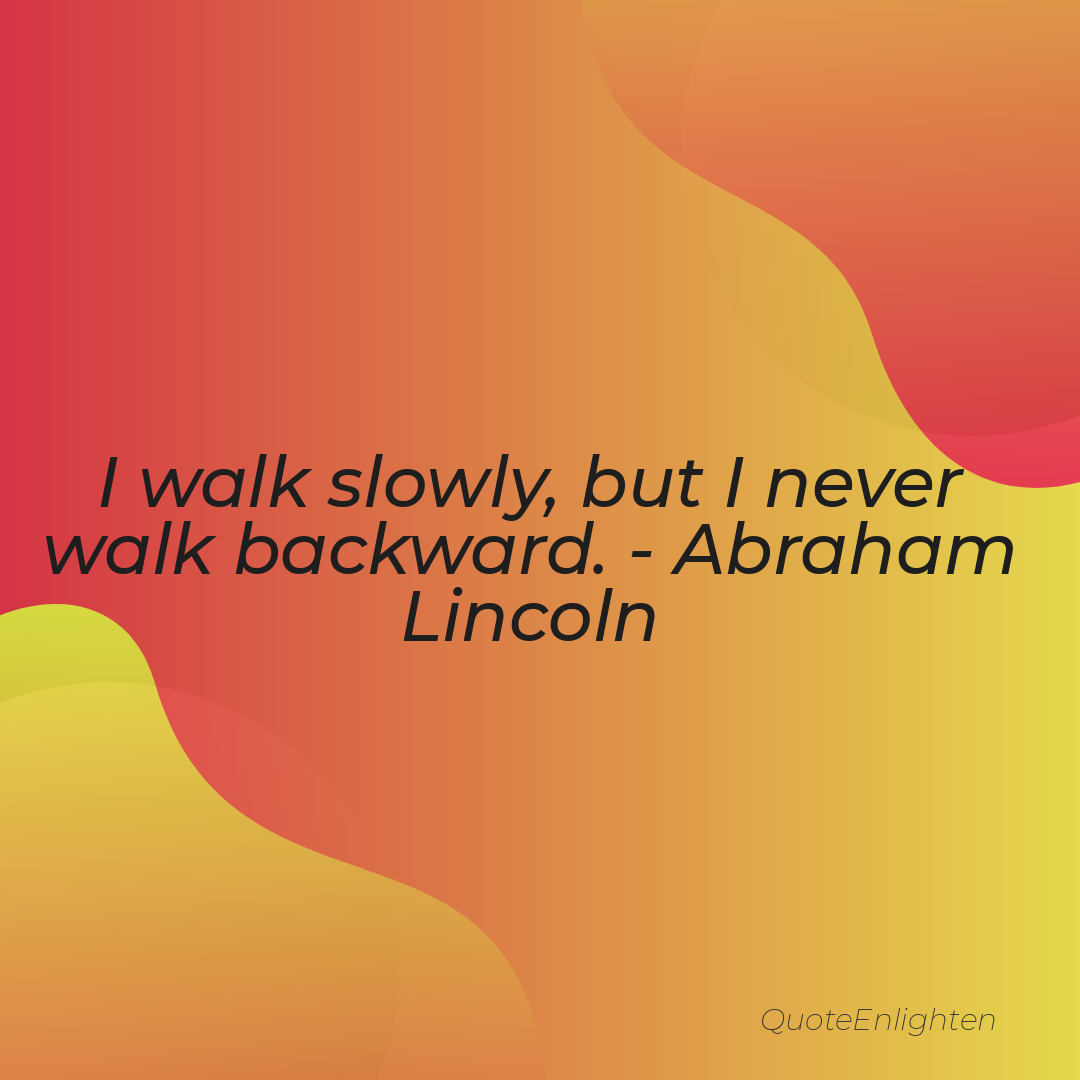 I walk slowly, but I never
walk backward. - Abraham
Lincoln
QuoteEnlighten